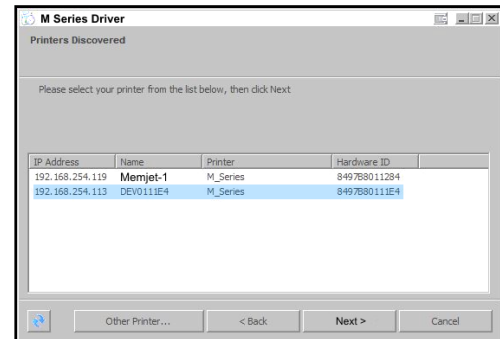 M Series Driver
Printers Discovered
Please select your printer from the list below, then click Next
IP Address Name Printer Hardware ID
192.168.254.119 Memjet-1 M_Series 8497B8011284
192.168.254.113 DEV0111E4 M_Series 8497B80111E4
Other Printer... < Back Next > Cancel